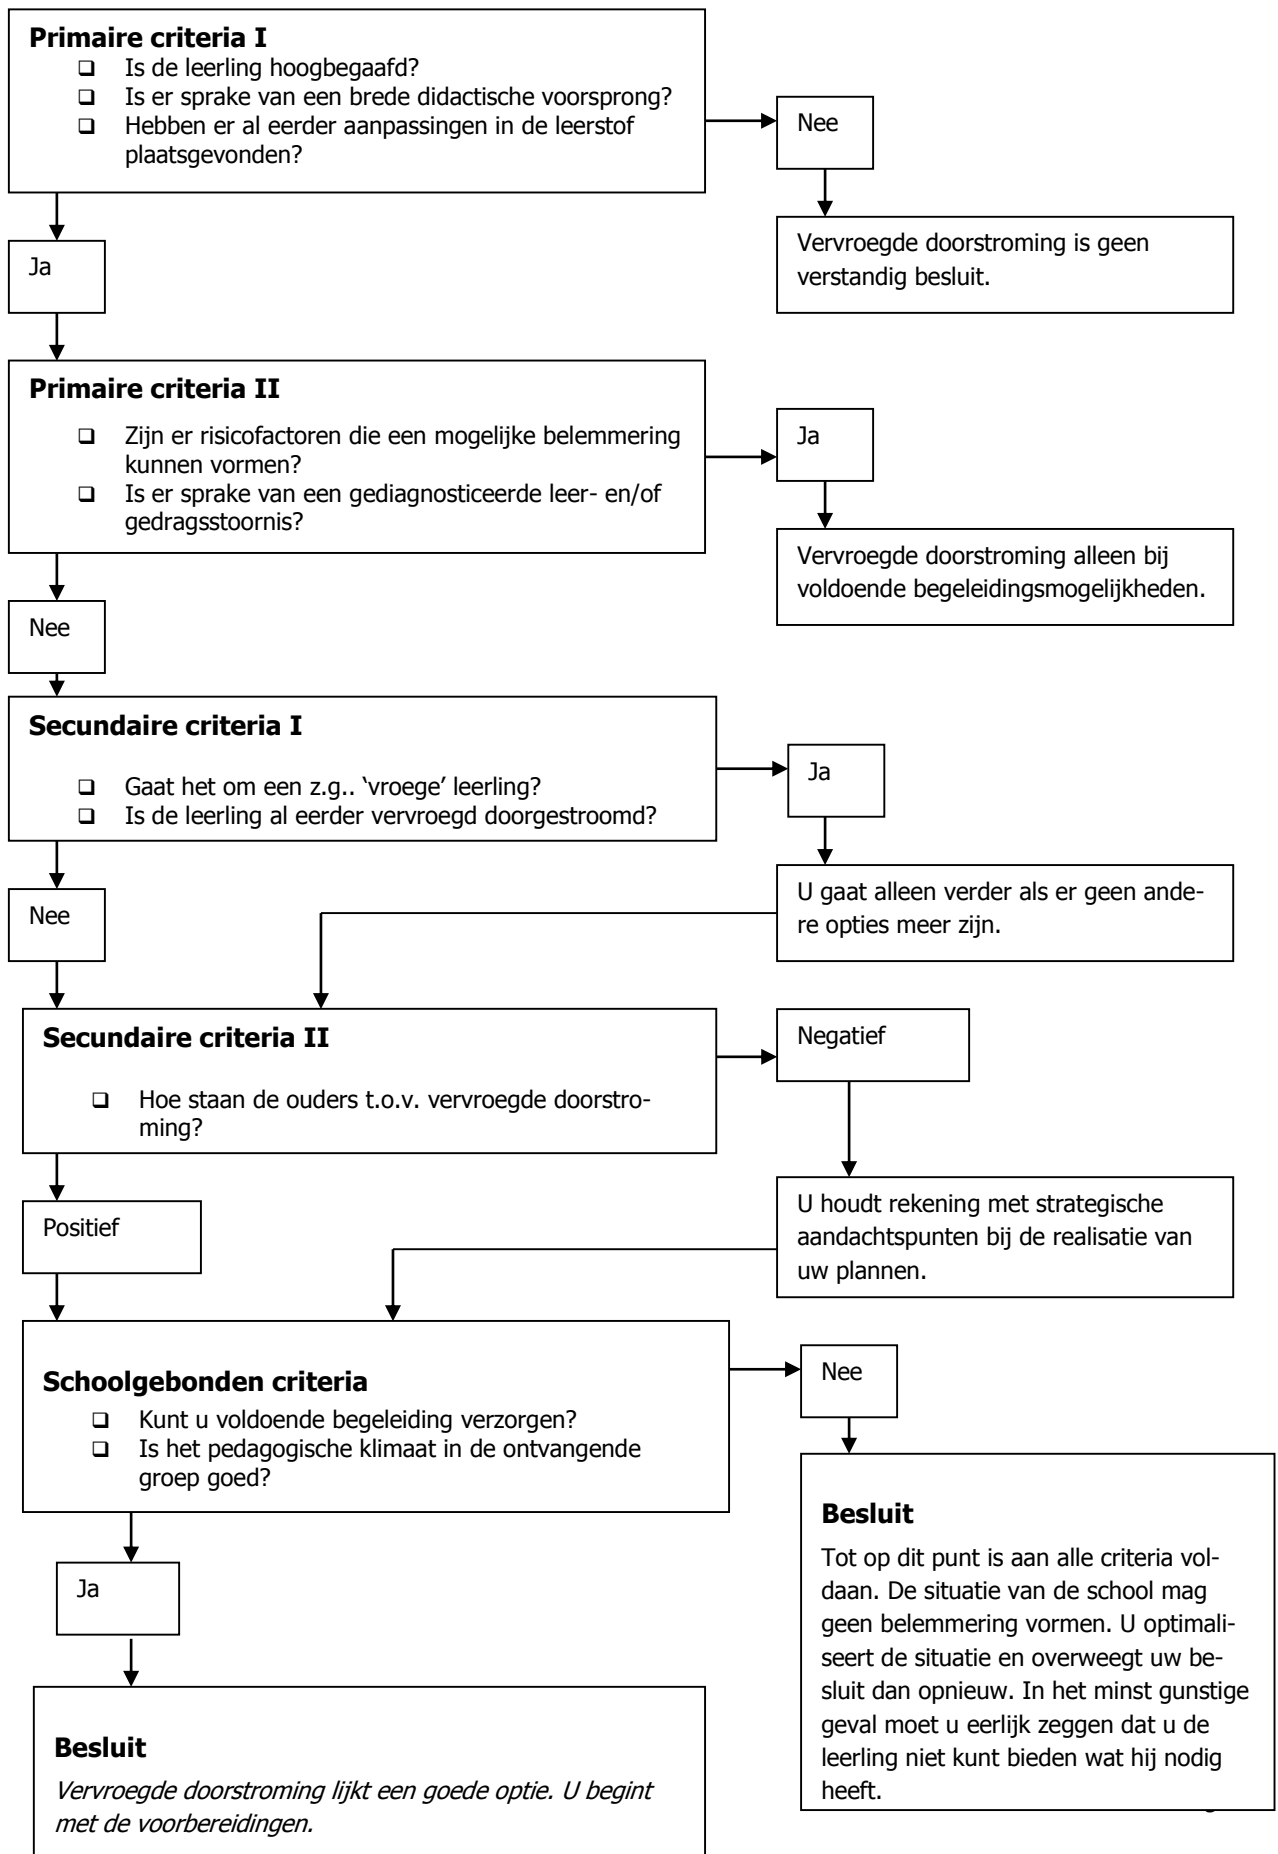 Primaire criteria I
❑ Is de leerling hoogbegaafd?
❑ Is er sprake van een brede didactische voorsprong?
❑ Hebben er al eerder aanpassingen in de leerstof
plaatsgevonden?
Nee
Vervroegde doorstroming is geen
verstandig besluit.
Ja
Primaire criteria II
❑ Zijn er risicofactoren die een mogelijke belemmering
kunnen vormen?
❑ Is er sprake van een gediagnosticeerde leer- en/of
gedragsstoornis?
Ja
Vervroegde doorstroming alleen bij
voldoende begeleidingsmogelijkheden.
Nee
Secundaire criteria I
❑ Gaat het om een z.g.. ‘vroege’ leerling?
❑ Is de leerling al eerder vervroegd doorgestroomd?
Ja
U gaat alleen verder als er geen ande-
re opties meer zijn.
Nee
Secundaire criteria II
❑ Hoe staan de ouders t.o.v. vervroegde doorstro-
ming?
Negatief
U houdt rekening met strategische
aandachtspunten bij de realisatie van
uw plannen.
Positief
Schoolgebonden criteria
❑ Kunt u voldoende begeleiding verzorgen?
❑ Is het pedagogische klimaat in de ontvangende
groep goed?
Nee
Besluit
Tot op dit punt is aan alle criteria vol-
daan. De situatie van de school mag
geen belemmering vormen. U optimali-
seert de situatie en overweegt uw be-
sluit dan opnieuw. In het minst gunstige
geval moet u eerlijk zeggen dat u de
leerling niet kunt bieden wat hij nodig
heeft.
Ja
Besluit
Vervroegde doorstroming lijkt een goede optie. U begint
met de voorbereidingen.